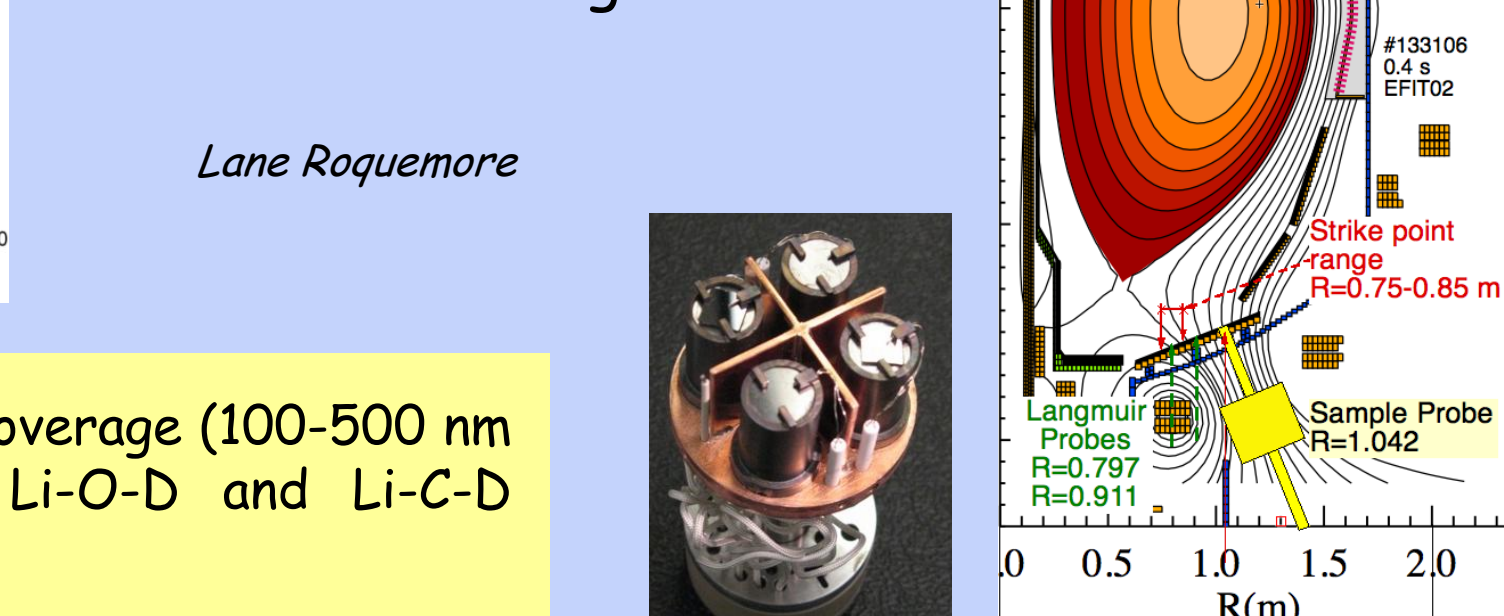 Lane Roquemore
overage (100-500 nm
Li-O-D and Li-C-D
#133106
0.4 s
EFIT02
Strike point
range
R=0.75-0.85 m
Langmuir
Probes
R=0.797
R=0.911
Sample Probe
R=1.042
.0 0.5 1.0 1.5 2.0
R(m)